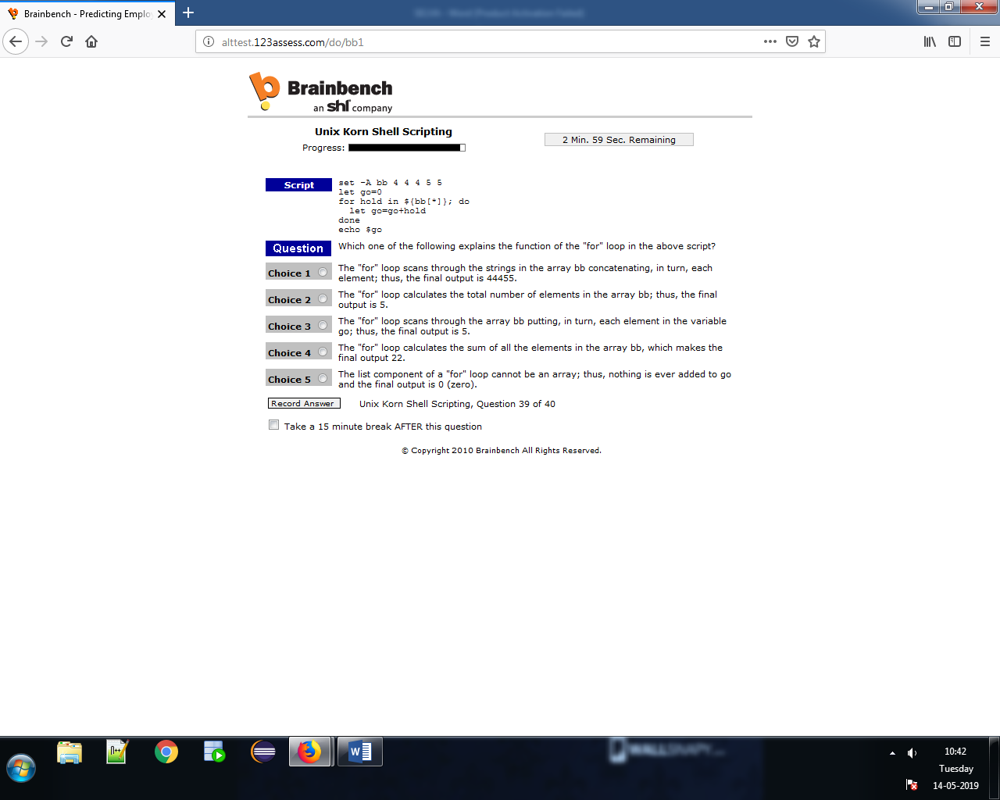 Brainbench - Predicting Emplo
alttest.123assess.com/do/bb1
Brainbench
an shl company
Unix Korn Shell Scripting
Progress:
2 Min. 59 Sec. Remaining
Script
set -A bb 4 4 4 5 5
let go=0
for hold in ${bb[*]}; do
  let go=go+hold
done
echo $go
Question
Which one of the following explains the function of the "for" loop in the above script?
Choice 1
The "for" loop scans through the strings in the array bb concatenating, in turn, each
element; thus, the final output is 44455.
Choice 2
The "for" loop calculates the total number of elements in the array bb; thus, the final
output is 5.
Choice 3
The "for" loop scans through the array bb putting, in turn, each element in the variable
go; thus, the final output is 5.
Choice 4
The "for" loop calculates the sum of all the elements in the array bb, which makes the
final output 22.
Choice 5
The list component of a "for" loop cannot be an array; thus, nothing is ever added to go
and the final output is 0 (zero).
Record Answer
Unix Korn Shell Scripting, Question 39 of 40
Take a 15 minute break AFTER this question
© Copyright 2010 Brainbench All Rights Reserved.
WALLSNAPY
10:42
Tuesday
14-05-2019